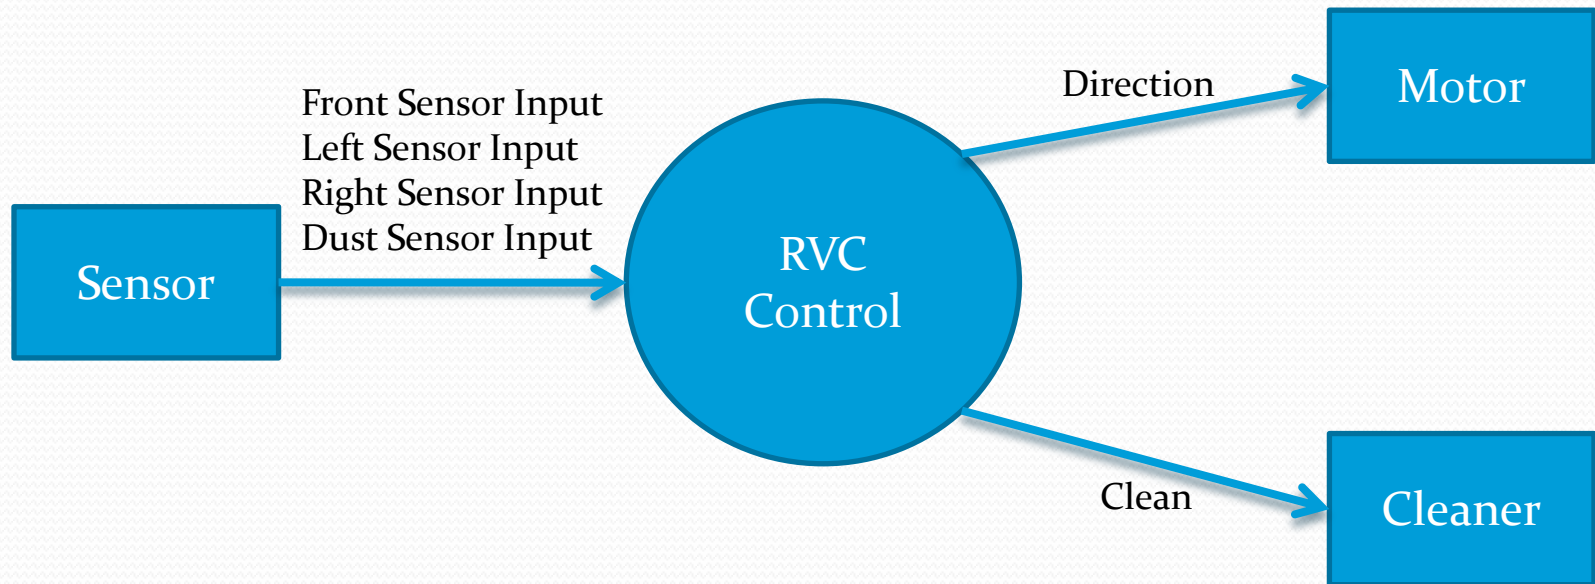 Front Sensor Input
Left Sensor Input
Right Sensor Input
Dust Sensor Input
Sensor
RVC
Control
Direction
Motor
Clean
Cleaner